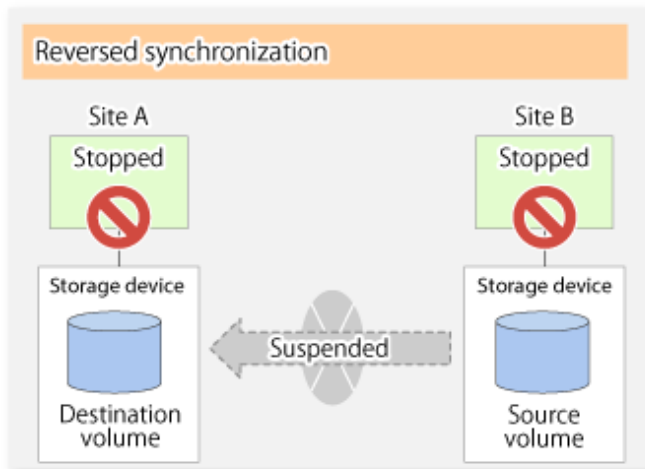 Reversed synchronization
Site A
Site B
Stopped
Stopped
Storage device
Storage device
Suspended
Destination
volume
Source
volume